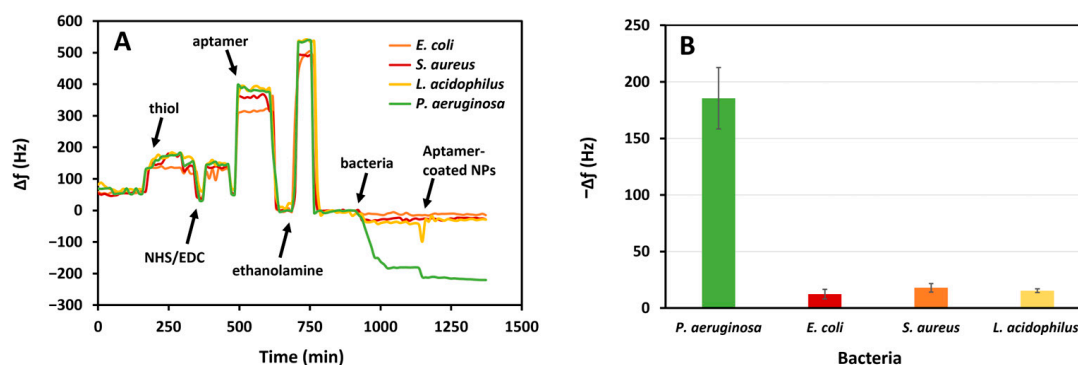 A
Δf (Hz)
600
500
400
300
200
100
0
−100
−200
−300
0
250
500
750
1000
1250
1500
Time (min)
thiol
NHS/EDC
aptamer
ethanolamine
bacteria
Aptamer-
coated NPs
E. coli
S. aureus
L. acidophilus
P. aeruginosa
B
−Δf (Hz)
250
200
150
100
50
0
P. aeruginosa
E. coli
S. aureus
L. acidophilus
Bacteria